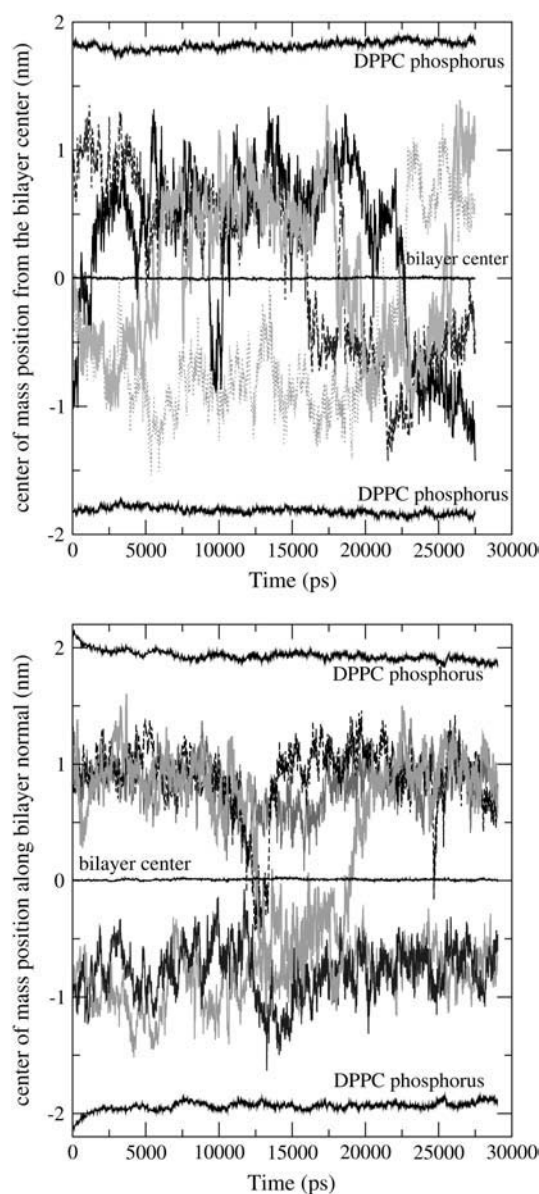 2
DPPC phosphorus
1
bilayer center
0
-1
DPPC phosphorus
-2
0 5000 10000 15000 20000 25000 30000
Time (ps)
center of mass position from the bilayer center (nm)
2
DPPC phosphorus
1
bilayer center
0
-1
DPPC phosphorus
-2
0 5000 10000 15000 20000 25000 30000
Time (ps)
center of mass position along bilayer normal (nm)